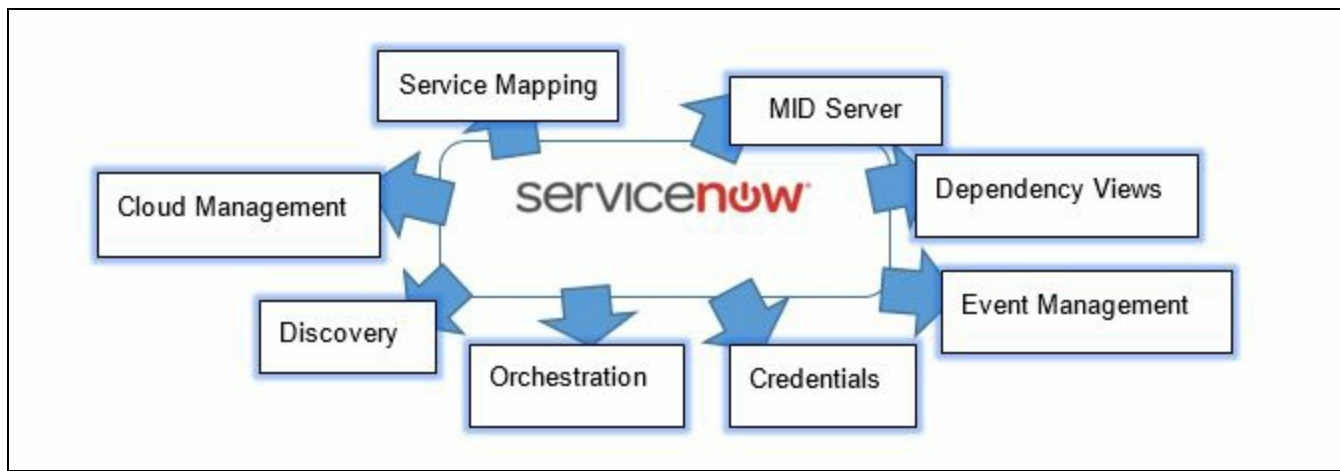 Service Mapping
MID Server
Cloud Management
servicenow
Dependency Views
Event Management
Discovery
Orchestration
Credentials